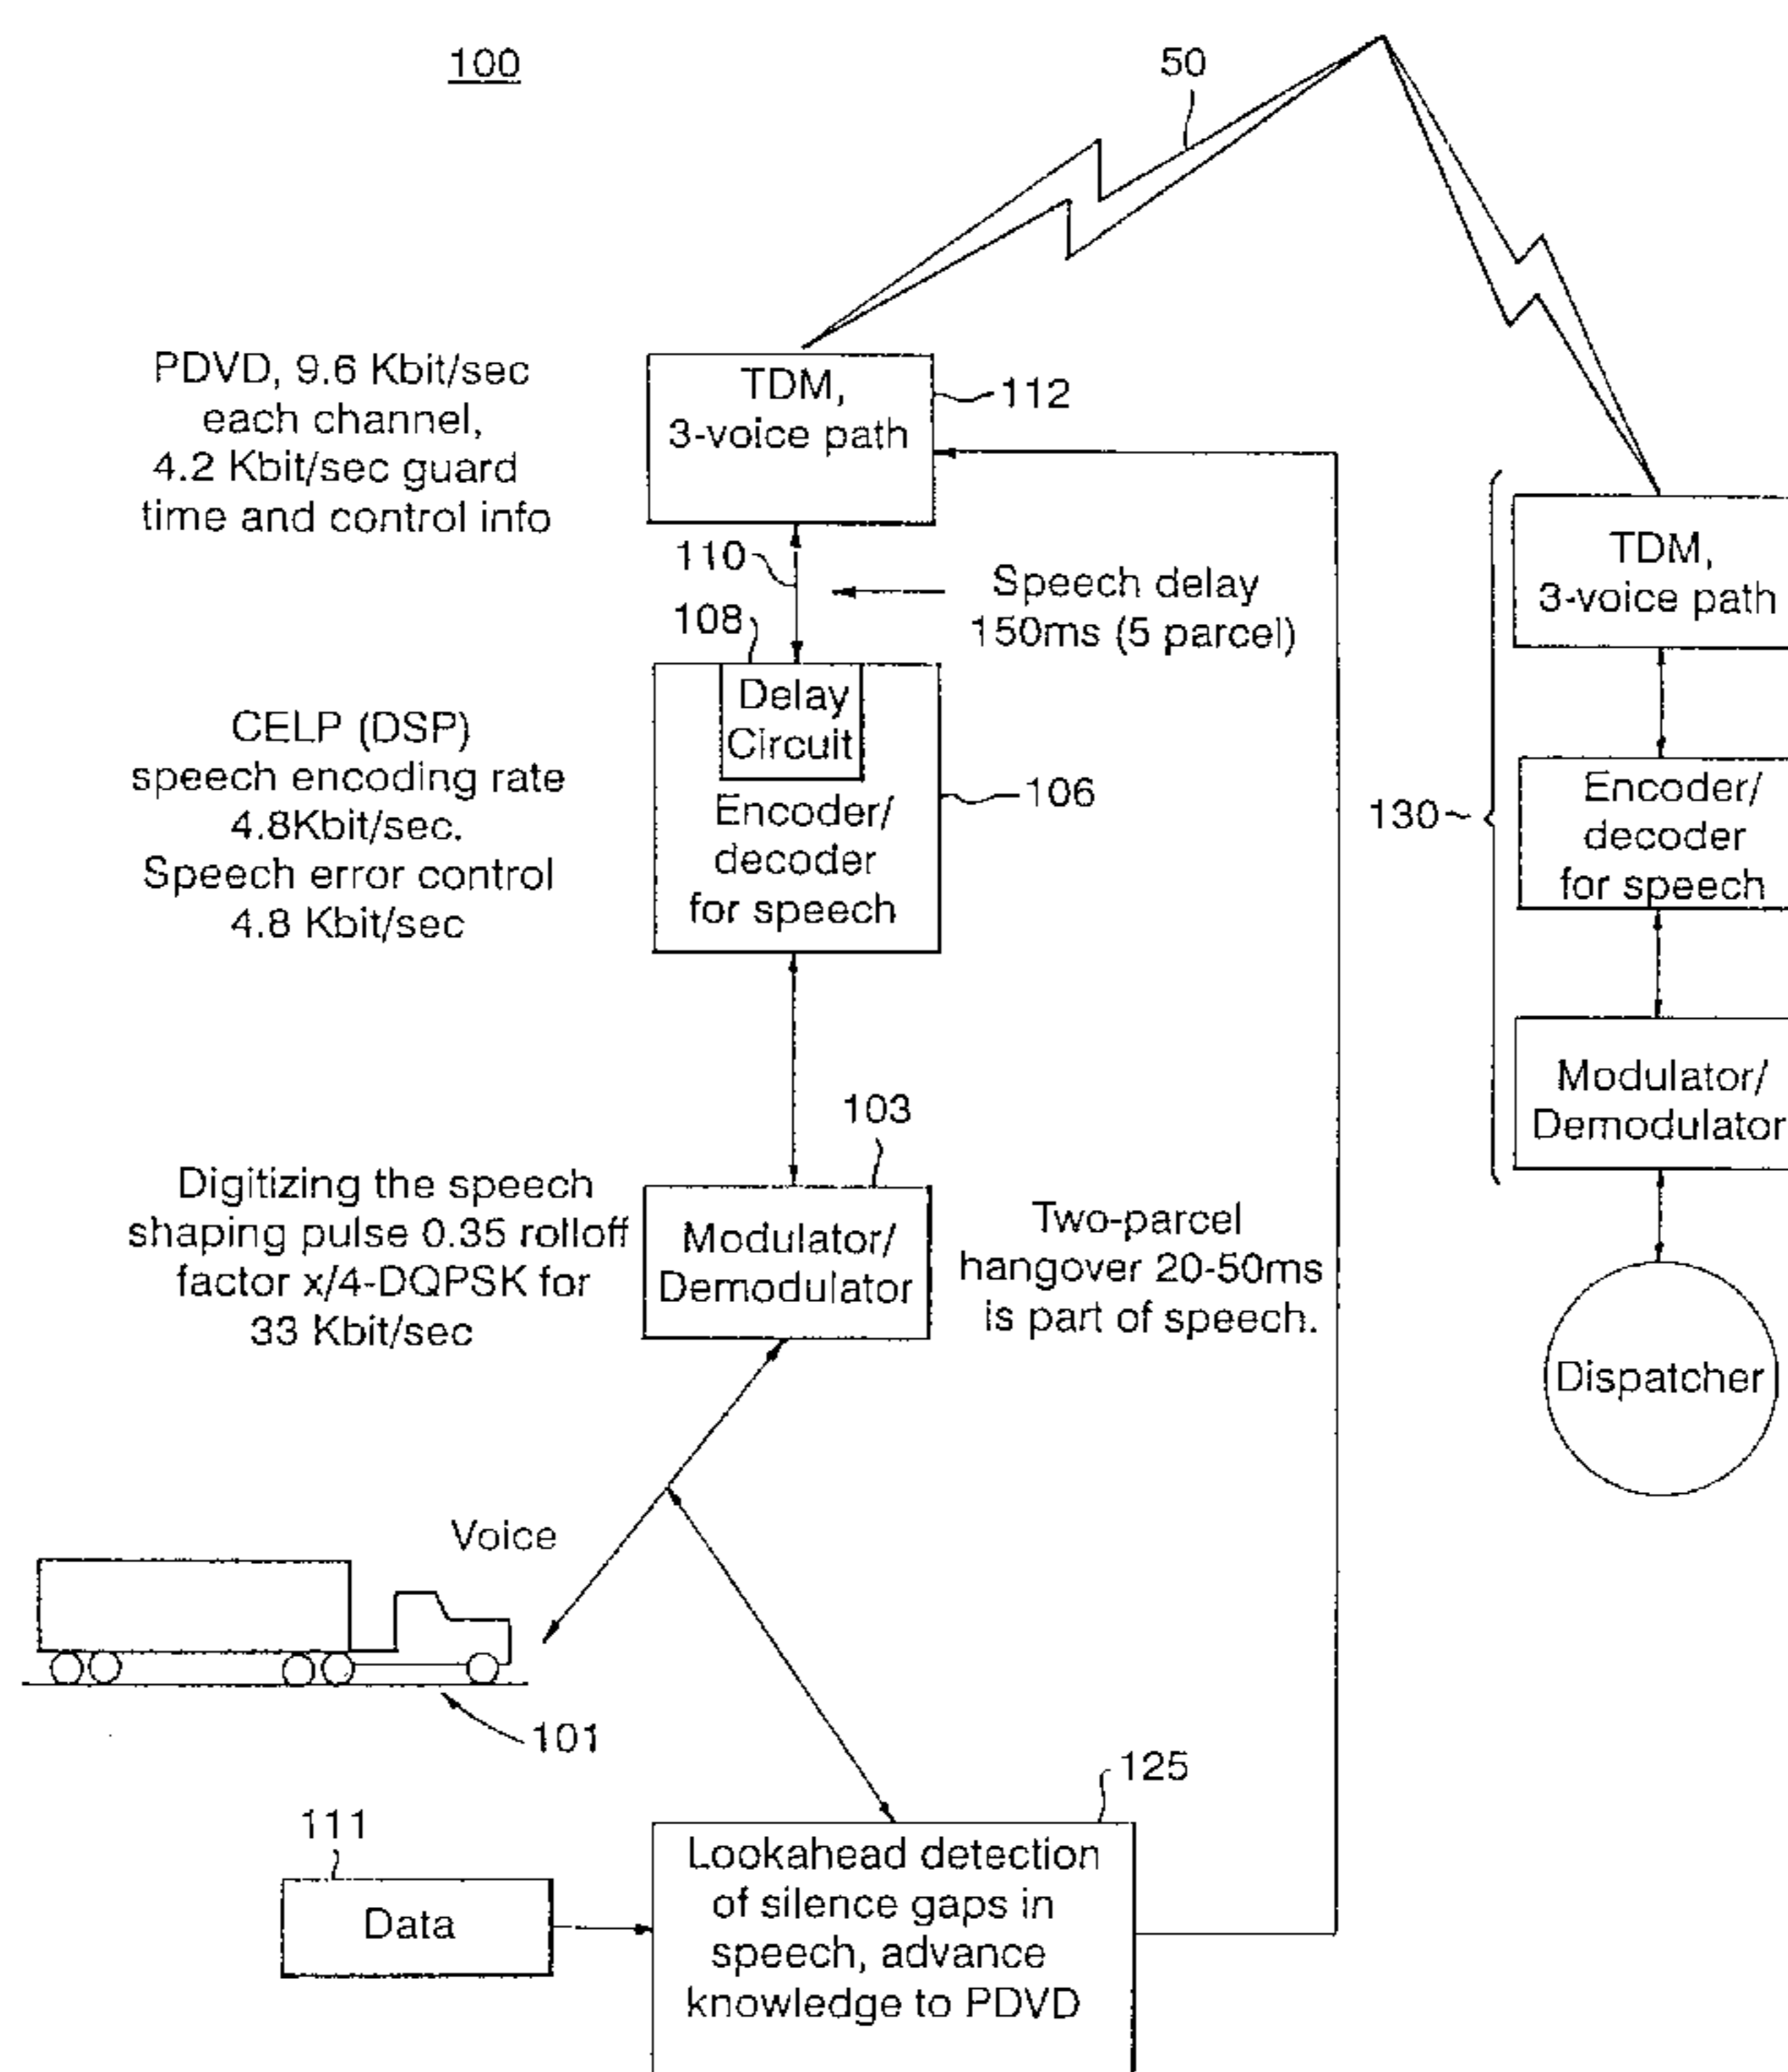 100
50
PDVD, 9.6 Kbit/sec
each channel,
4.2 Kbit/sec guard
time and control info
TDM,
3-voice path
112
110
Speech delay
150ms (5 parcel)
108
Delay
Circuit
Encoder/
decoder
for speech
106
CELP (DSP)
speech encoding rate
4.8Kbit/sec.
Speech error control
4.8 Kbit/sec
TDM,
3-voice path
130
Encoder/
decoder
for speech
Modulator/
Demodulator
Dispatcher
103
Digitizing the speech
shaping pulse 0.35 rolloff
factor x/4-DQPSK for
33 Kbit/sec
Modulator/
Demodulator
Two-parcel
hangover 20-50ms
is part of speech.
Voice
101
125
111
Data
Lookahead detection
of silence gaps in
speech, advance
knowledge to PDVD